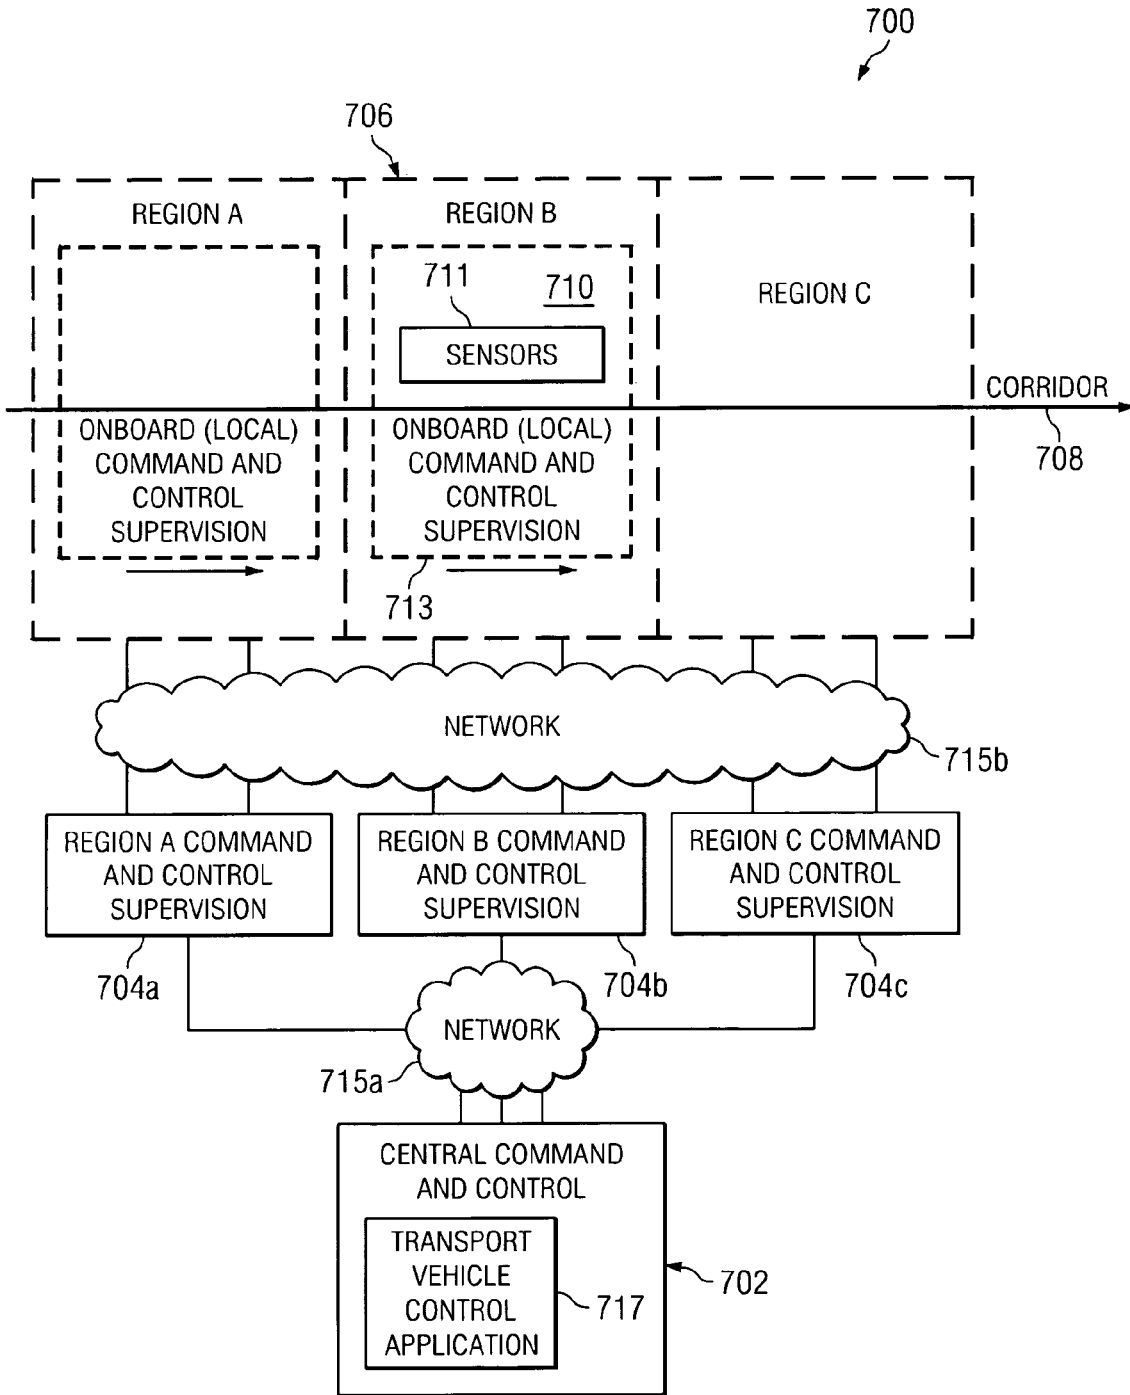 700
706
REGION A
REGION B
REGION C
711
710
SENSORS
CORRIDOR
708
ONBOARD (LOCAL)
COMMAND AND
CONTROL
SUPERVISION
ONBOARD (LOCAL)
COMMAND AND
CONTROL
SUPERVISION
713
NETWORK
715b
REGION A COMMAND
AND CONTROL
SUPERVISION
REGION B COMMAND
AND CONTROL
SUPERVISION
REGION C COMMAND
AND CONTROL
SUPERVISION
704a
704b
704c
NETWORK
715a
CENTRAL COMMAND
AND CONTROL
TRANSPORT
VEHICLE
CONTROL
APPLICATION
702
717